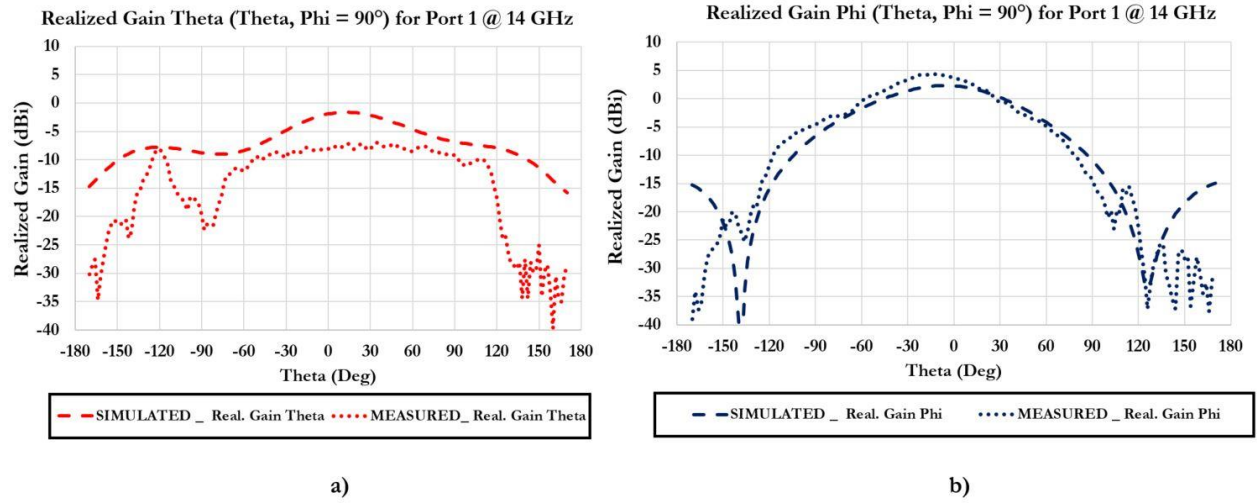 Realized Gain Theta (Theta, Phi = 90°) for Port 1 @ 14 GHz
Realized Gain (dBi)
10
5
0
-5
-10
-15
-20
-25
-30
-35
-40
-180 -150 -120 -90 -60 -30 0 30 60 90 120 150 180
Theta (Deg)
SIMULATED _ Real. Gain Theta MEASURED_ Real. Gain Theta
a)
Realized Gain Phi (Theta, Phi = 90°) for Port 1 @ 14 GHz
Realized Gain (dBi)
10
5
0
-5
-10
-15
-20
-25
-30
-35
-40
-180 -150 -120 -90 -60 -30 0 30 60 90 120 150 180
Theta (Deg)
SIMULATED _ Real. Gain Phi MEASURED _ Real. Gain Phi
b)